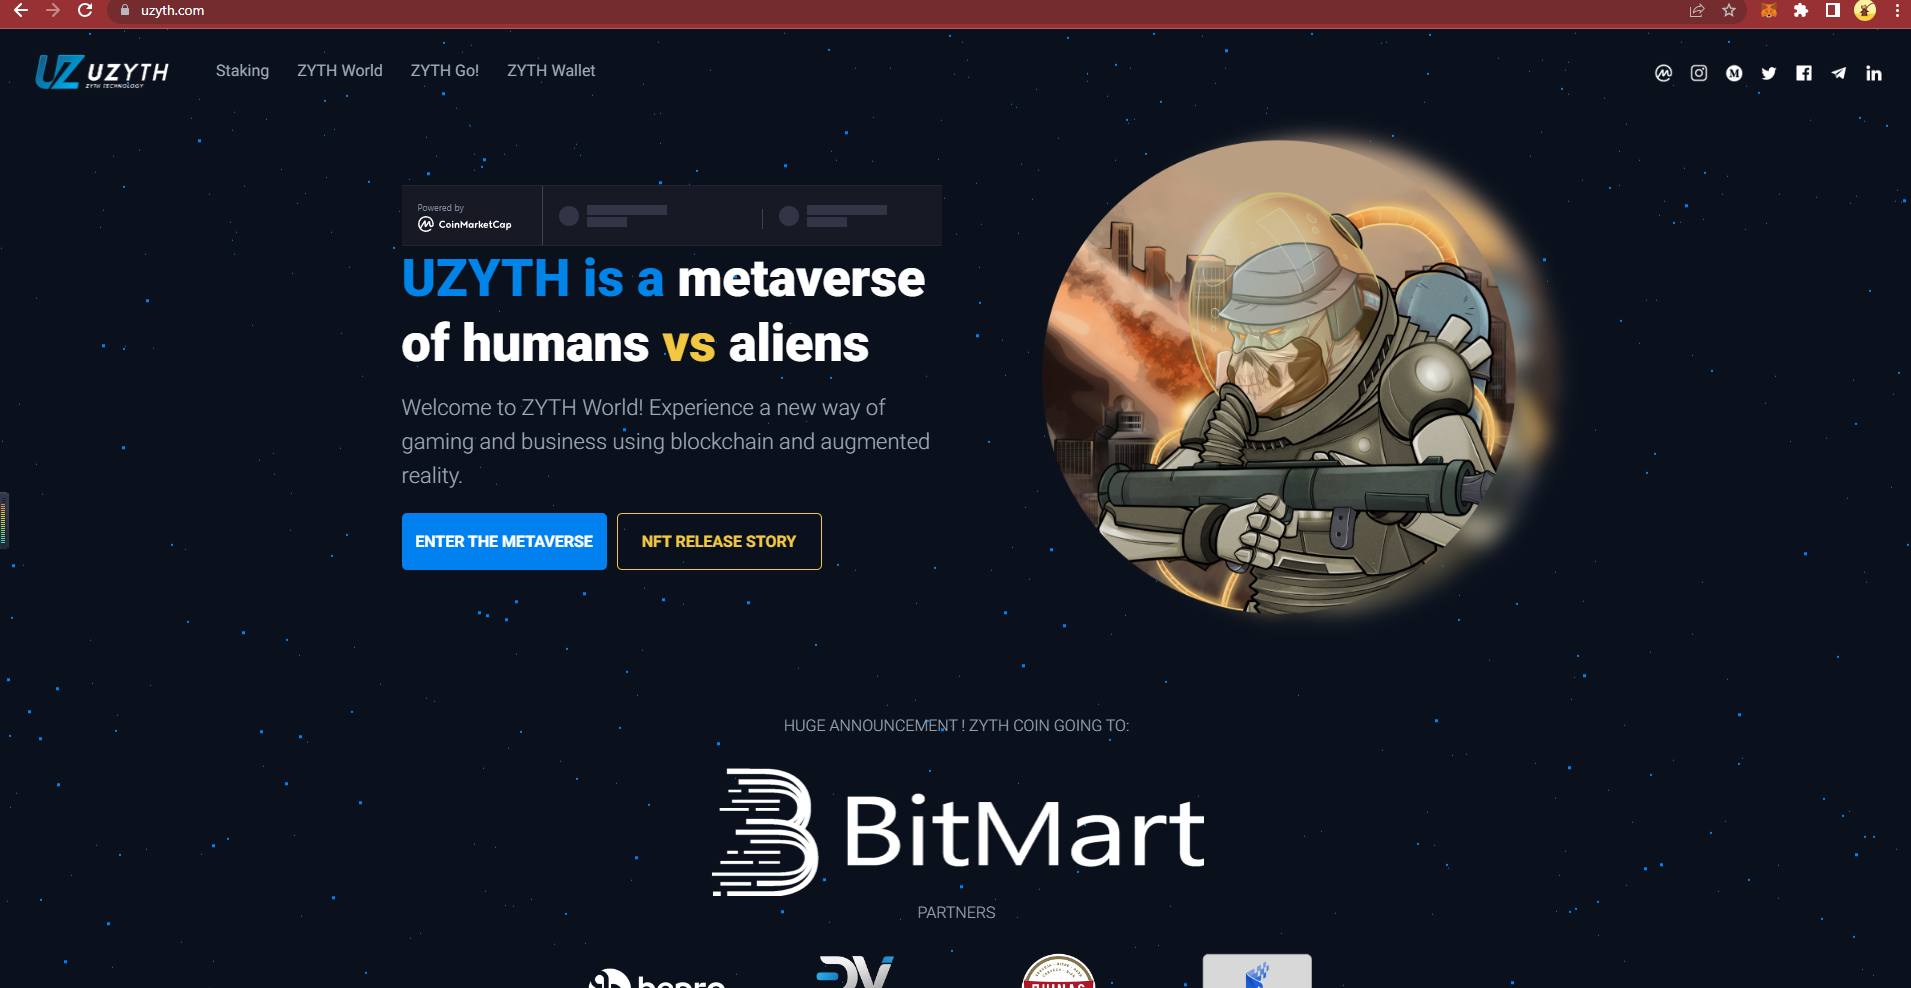 uzyth.com
UZ UZYTH
ZYTH TECHNOLOGY
Staking ZYTH World ZYTH Go! ZYTH Wallet
Powered by
CoinMarketCap
UZYTH is a metaverse
of humans vs aliens
Welcome to ZYTH World! Experience a new way of
gaming and business using blockchain and augmented
reality.
ENTER THE METAVERSE NFT RELEASE STORY
HUGE ANNOUNCEMENT ! ZYTH COIN GOING TO:
BitMart
PARTNERS